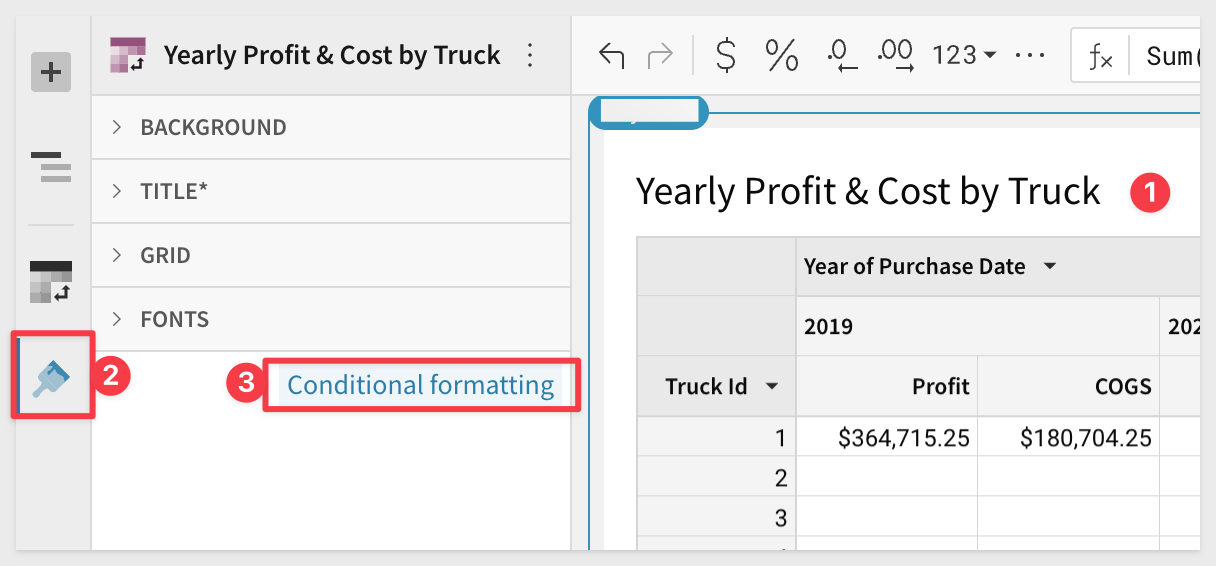 Yearly Profit & Cost by Truck
$ % .0 .00 123 ... fx Sum(
BACKGROUND
TITLE*
GRID
FONTS
2
3 Conditional formatting
Yearly Profit & Cost by Truck 1
Year of Purchase Date
2019 202
Truck Id Profit COGS
1 $364,715.25 $180,704.25
2
3